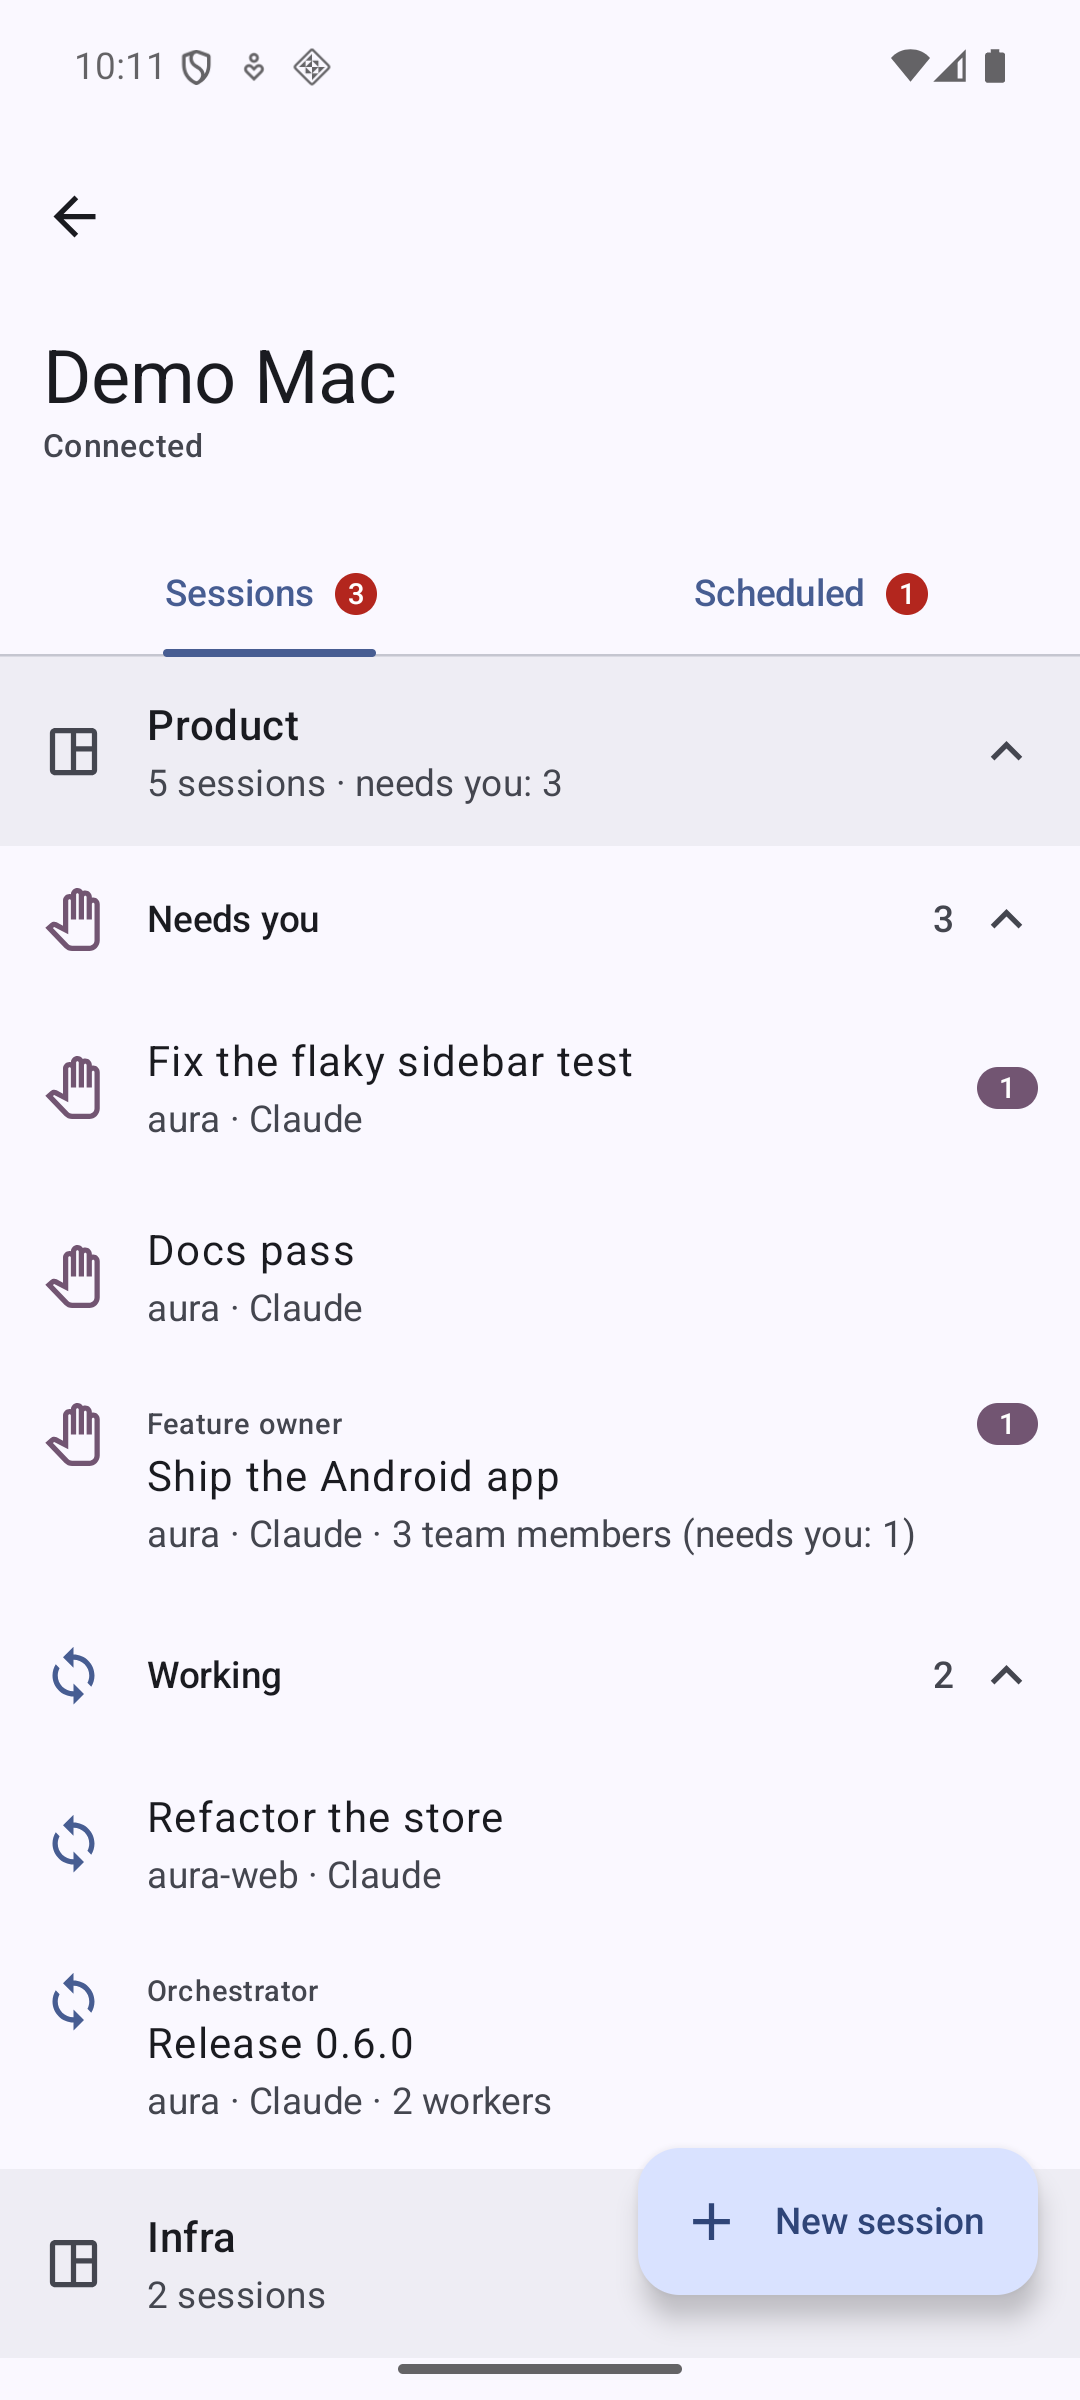 10:11
Demo Mac
Connected
Sessions 3
Scheduled 1
Product
5 sessions · needs you: 3
Needs you 3
Fix the flaky sidebar test
aura · Claude
1
Docs pass
aura · Claude
Feature owner
1
Ship the Android app
aura · Claude · 3 team members (needs you: 1)
Working 2
Refactor the store
aura-web · Claude
Orchestrator
Release 0.6.0
aura · Claude · 2 workers
Infra
2 sessions
New session